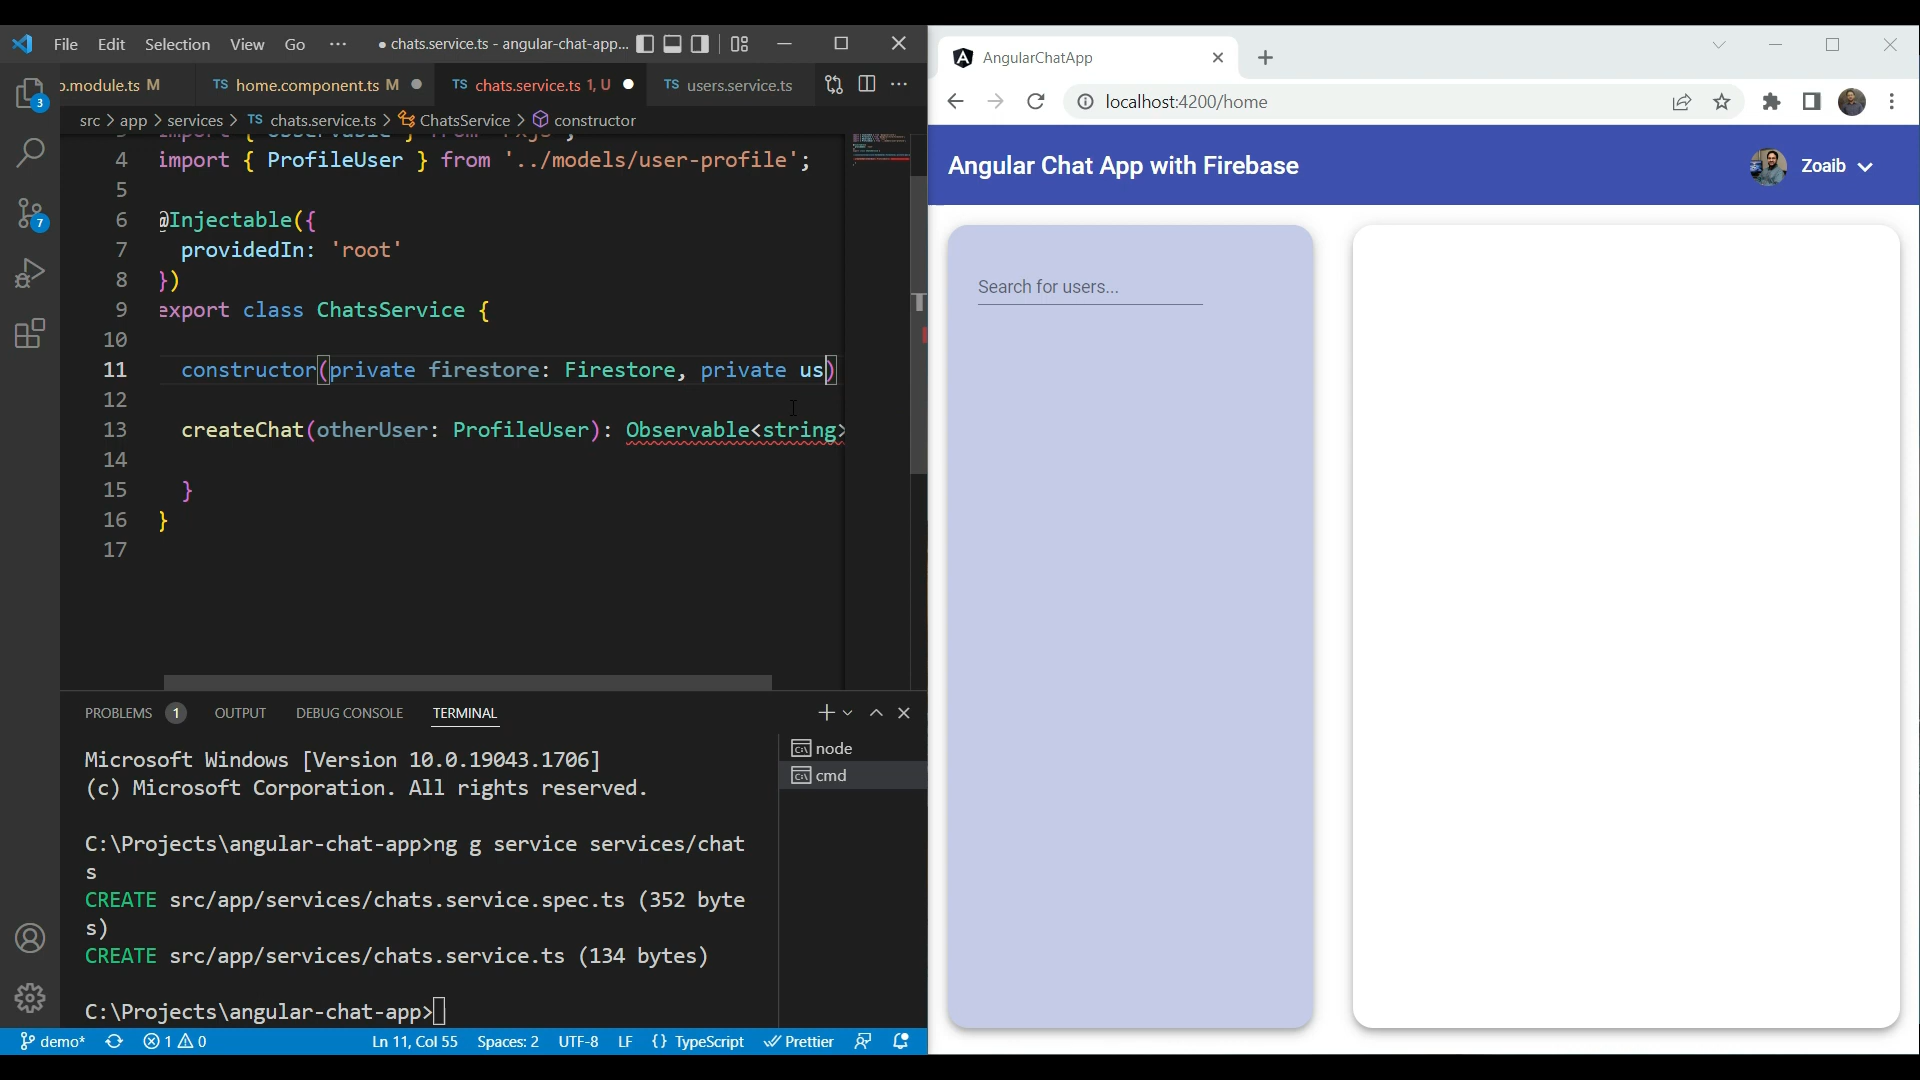 File Edit Selection View Go ··· ● chats.service.ts - angular-chat-app...
p.module.ts M
TS home.component.ts M ●
TS chats.service.ts 1, U ●
TS users.service.ts
src > app > services > TS chats.service.ts > ChatsService > constructor
4 import { ProfileUser } from '../models/user-profile';
5
6 @Injectable({
7 providedIn: 'root'
8 })
9 export class ChatsService {
10
11 constructor(private firestore: Firestore, private us)
12
13 createChat(otherUser: ProfileUser): Observable<string>
14
15 }
16 }
17
3
7
PROBLEMS 1 OUTPUT DEBUG CONSOLE TERMINAL
Microsoft Windows [Version 10.0.19043.1706]
(c) Microsoft Corporation. All rights reserved.
C:\Projects\angular-chat-app>ng g service services/chat
s
CREATE src/app/services/chats.service.spec.ts (352 byte
s)
CREATE src/app/services/chats.service.ts (134 bytes)
C:\Projects\angular-chat-app>
node
cmd
demo* 1 0 Ln 11, Col 55 Spaces: 2 UTF-8 LF {} TypeScript Prettier
AngularChatApp
localhost:4200/home
Angular Chat App with Firebase
Zoaib
Search for users...